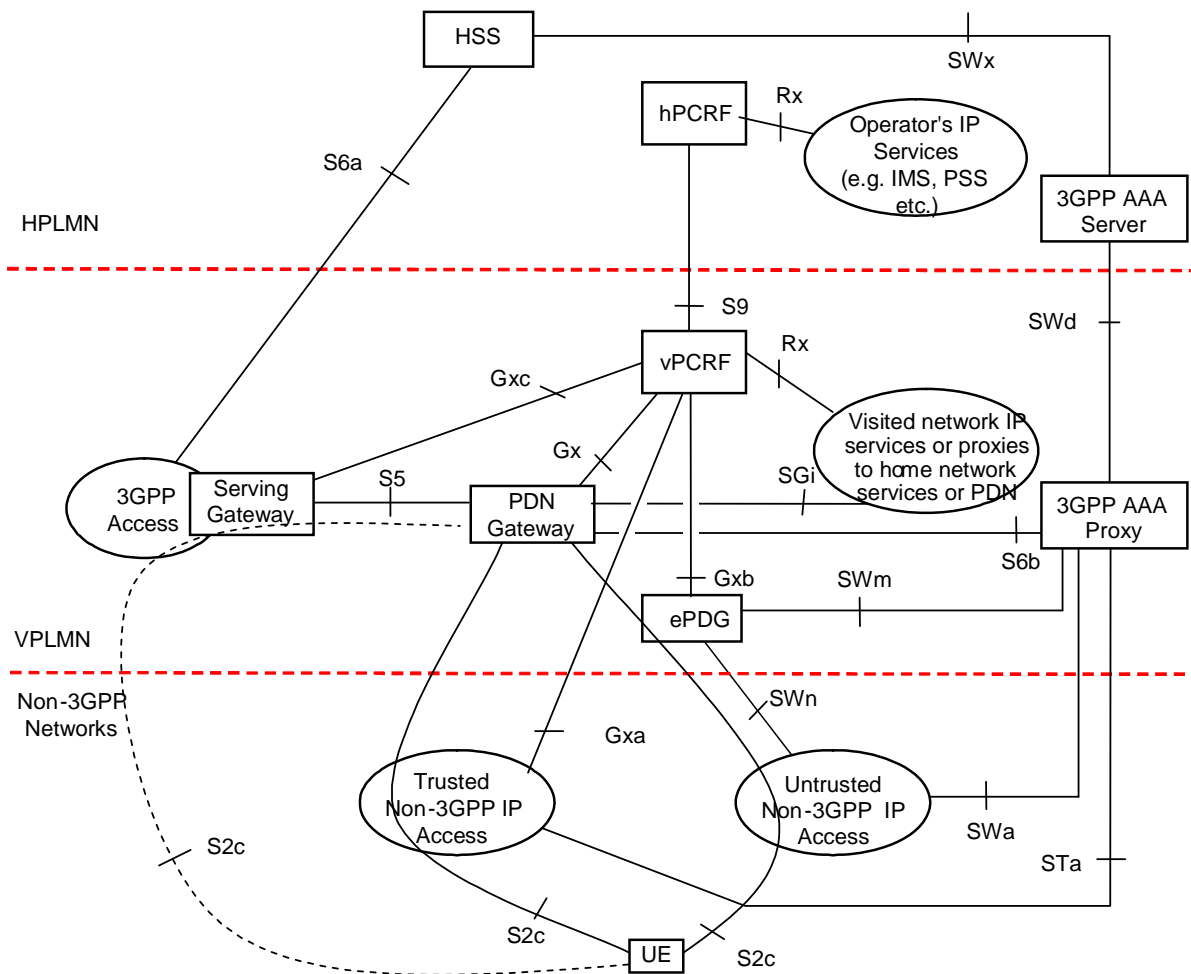 HSS
SWx
hPCRF
Rx
Operator's IP
Services
(e.g. IMS, PSS
etc.)
S6a
3GPP AAA
Server
HPLMN
S9
SWd
vPCRF
Rx
Gxc
Visited network IP
services or proxies
to home network
services or PDN
Gx
SGi
S5
3GPP
Access
Serving
Gateway
PDN
Gateway
3GPP AAA
Proxy
S6b
Gxb
SWm
ePDG
VPLMN
Non-3GPP
Networks
SWn
Gxa
Trusted
Non-3GPP IP
Access
Untrusted
Non-3GPP IP
Access
SWa
S2c
STa
S2c
S2c
UE